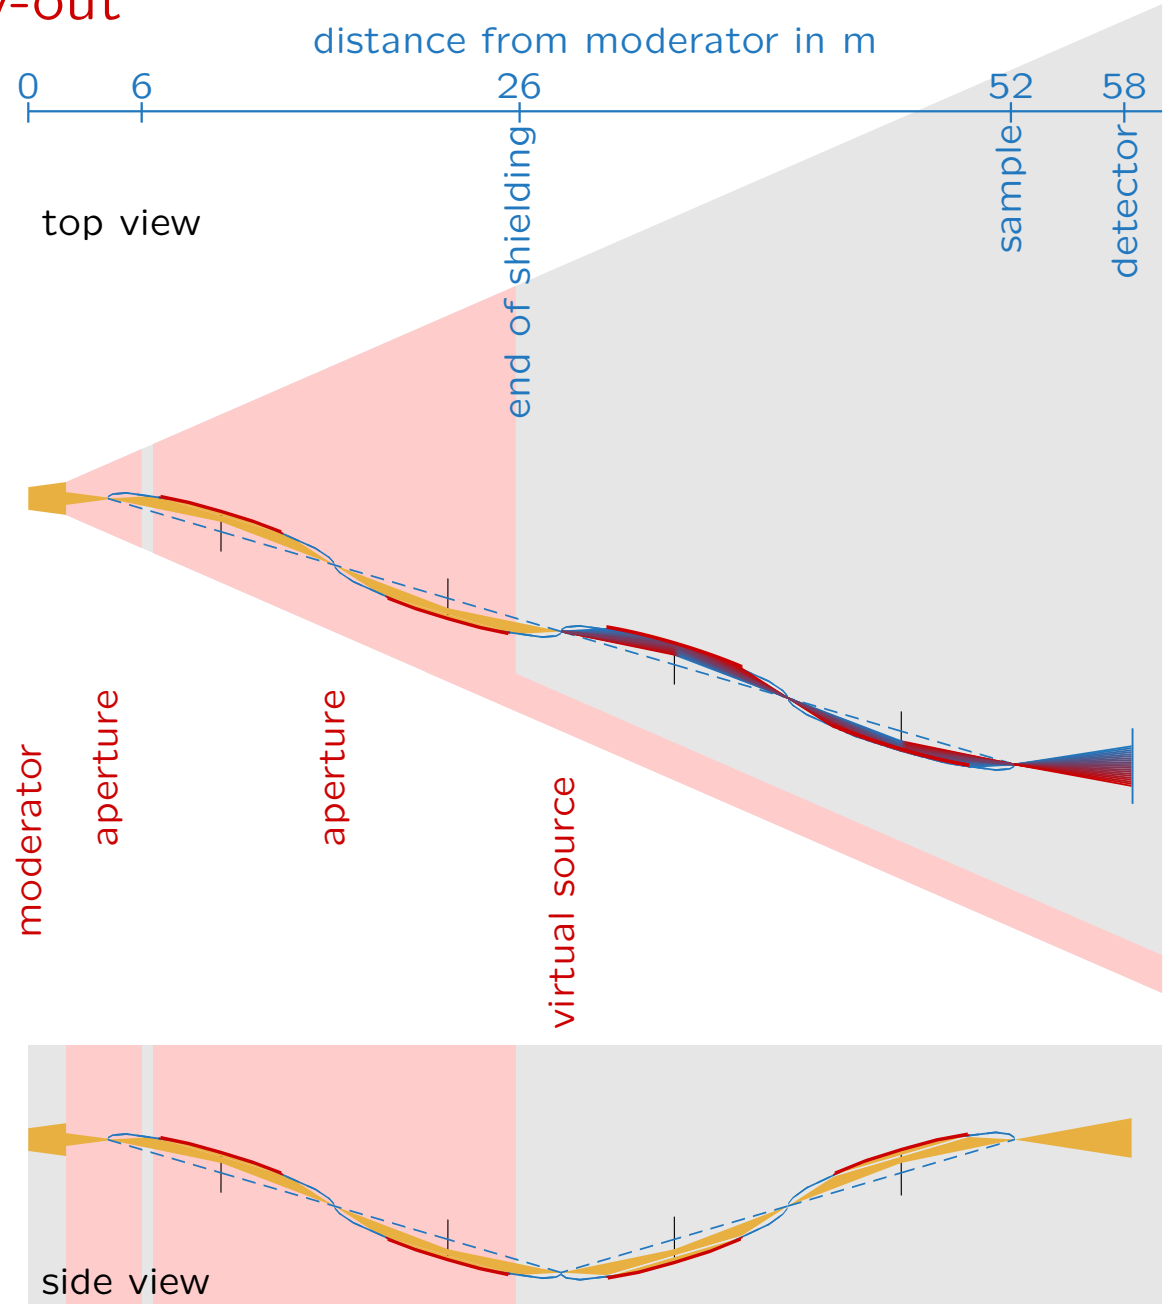 distance from moderator in m
0 6 26 52 58
end of shielding
sample
detector
top view
moderator
aperture
aperture
virtual source
side view